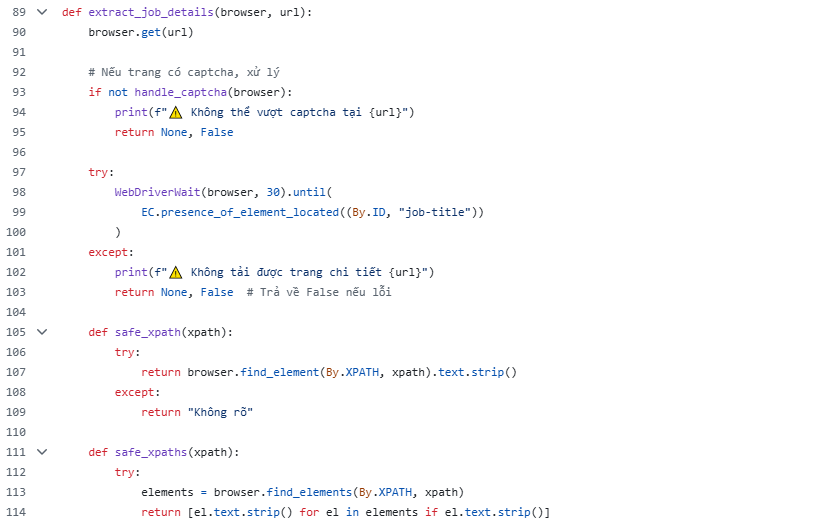 89 def extract_job_details(browser, url):
90 browser.get(url)
91
92 # Nếu trang có captcha, xử lý
93 if not handle_captcha(browser):
94 print(f"⚠️ Không thể vượt captcha tại {url}")
95 return None, False
96
97 try:
98 WebDriverWait(browser, 30).until(
99 EC.presence_of_element_located((By.ID, "job-title"))
100 )
101 except:
102 print(f"⚠️ Không tải được trang chi tiết {url}")
103 return None, False # Trả về False nếu lỗi
104
105 def safe_xpath(xpath):
106 try:
107 return browser.find_element(By.XPATH, xpath).text.strip()
108 except:
109 return "Không rõ"
110
111 def safe_xpaths(xpath):
112 try:
113 elements = browser.find_elements(By.XPATH, xpath)
114 return [el.text.strip() for el in elements if el.text.strip()]